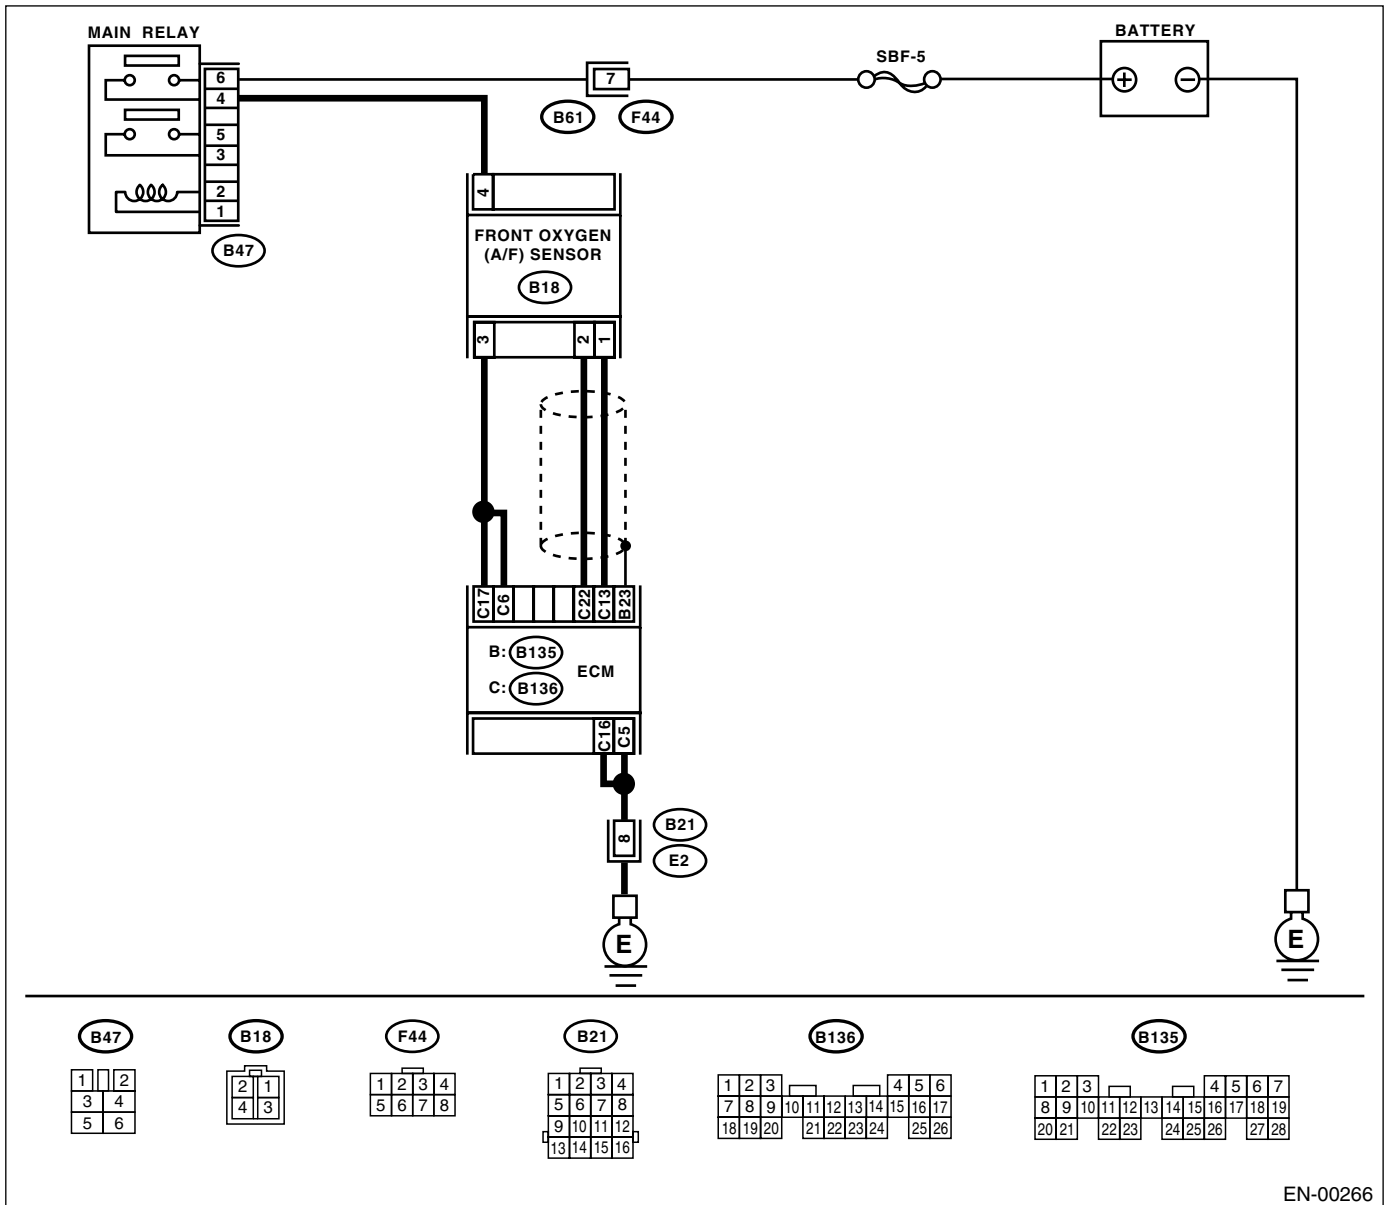 MAIN RELAY
BATTERY
SBF-5
6
4
5
3
2
1
B47
7
B61 F44
+ −
4
FRONT OXYGEN
(A/F) SENSOR
B18
3 2 1
C17 C6 C22 C13 B23
B: B135
ECM
C: B136
C16 C5
8
B21
E2
E
E
B47
1 2
3 4
5 6
B18
2 1
4 3
F44
1 2 3 4
5 6 7 8
B21
1 2 3 4
5 6 7 8
9 10 11 12
13 14 15 16
B136
1 2 3 4 5 6
7 8 9 10 11 12 13 14 15 16 17
18 19 20 21 22 23 24 25 26
B135
1 2 3 4 5 6 7
8 9 10 11 12 13 14 15 16 17 18 19
20 21 22 23 24 25 26 27 28
EN-00266